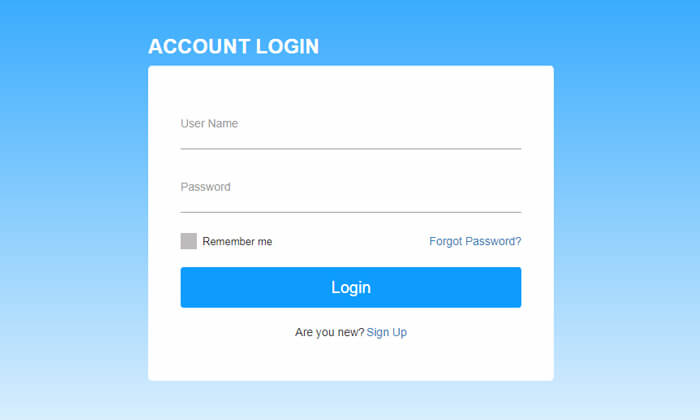 ACCOUNT LOGIN
User Name
Password
Remember me Forgot Password?
Login
Are you new? Sign Up